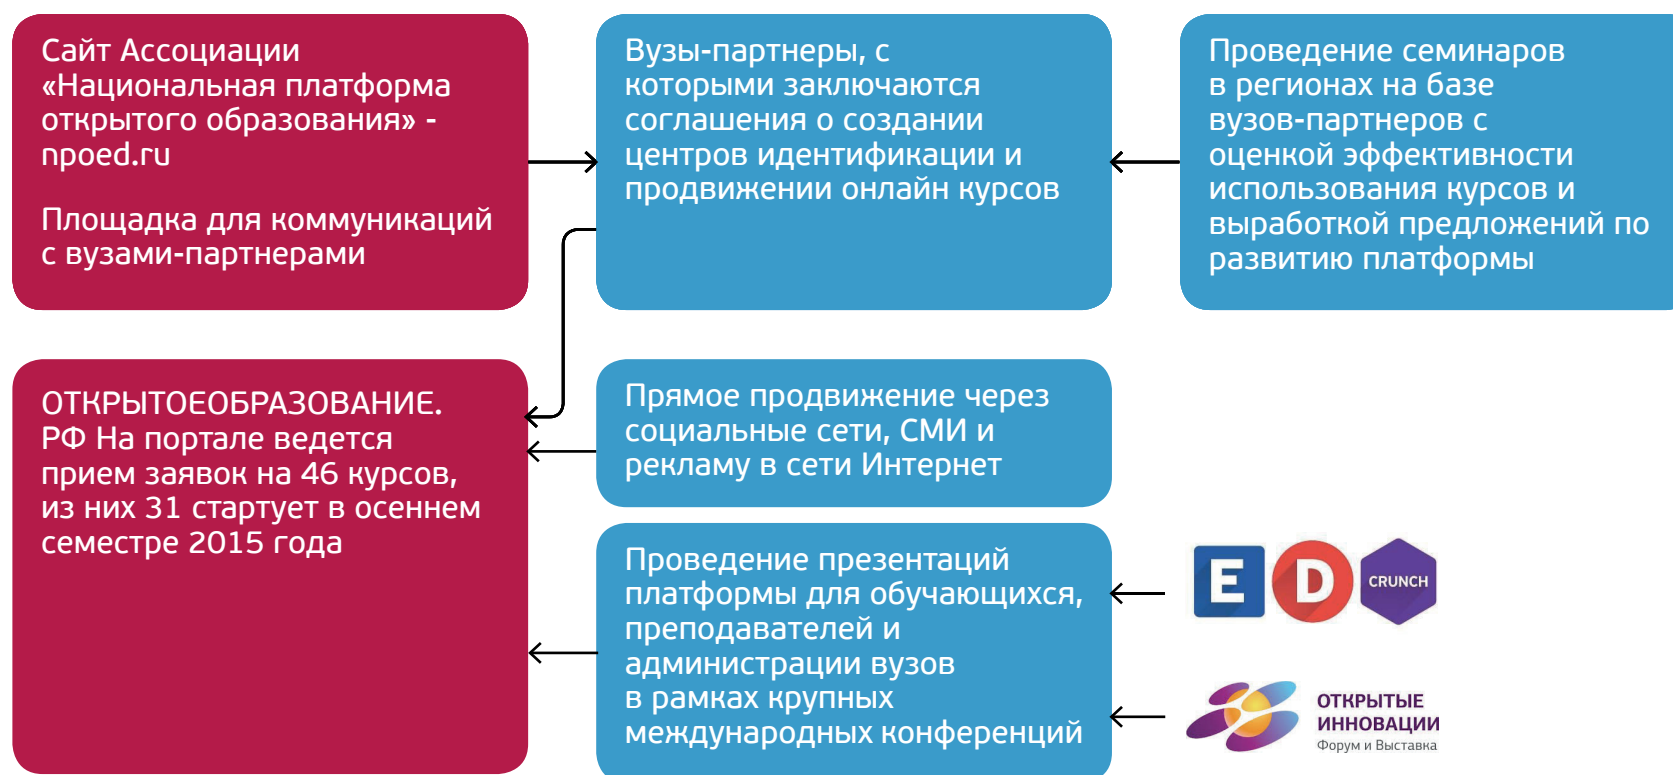 Сайт Ассоциации
«Национальная платформа
открытого образования» -
npoed.ru
Площадка для коммуникаций
с вузами-партнерами
Вузы-партнеры, с
которыми заключаются
соглашения о создании
центров идентификации и
продвижении онлайн курсов
Проведение семинаров
в регионах на базе
вузов-партнеров с
оценкой эффективности
использования курсов и
выработкой предложений по
развитию платформы
ОТКРЫТОЕОБРАЗОВАНИЕ.
РФ На портале ведется
прием заявок на 46 курсов,
из них 31 стартует в осеннем
семестре 2015 года
Прямое продвижение через
социальные сети, СМИ и
рекламу в сети Интернет
Проведение презентаций
платформы для обучающихся,
преподавателей и
администрации вузов
в рамках крупных
международных конференций
E D CRUNCH
ОТКРЫТЫЕ
ИННОВАЦИИ
Форум и Выставка